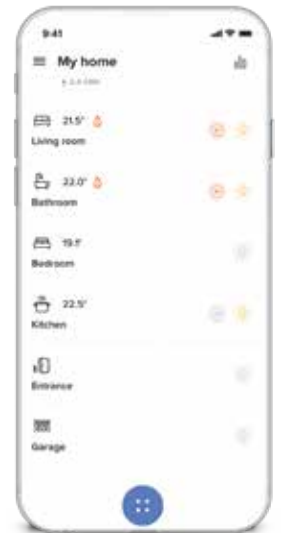 9:41
My home
21.5°
Living room
22.0°
Bathroom
19.1°
Bedroom
22.5°
Kitchen
Entrance
Garage